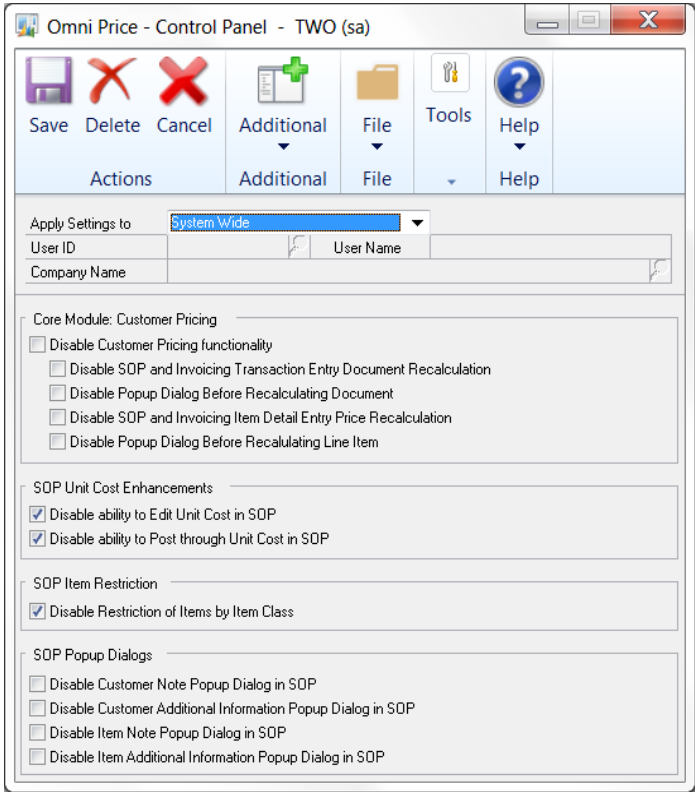 Omni Price - Control Panel - TWO (sa)
Save Delete Cancel Additional File Tools Help
Actions Additional File Help
Apply Settings to System Wide
User ID User Name
Company Name
Core Module: Customer Pricing
Disable Customer Pricing functionality
Disable SOP and Invoicing Transaction Entry Document Recalculation
Disable Popup Dialog Before Recalculating Document
Disable SOP and Invoicing Item Detail Entry Price Recalculation
Disable Popup Dialog Before Recalulating Line Item
SOP Unit Cost Enhancements
Disable ability to Edit Unit Cost in SOP
Disable ability to Post through Unit Cost in SOP
SOP Item Restriction
Disable Restriction of Items by Item Class
SOP Popup Dialogs
Disable Customer Note Popup Dialog in SOP
Disable Customer Additional Information Popup Dialog in SOP
Disable Item Note Popup Dialog in SOP
Disable Item Additional Information Popup Dialog in SOP